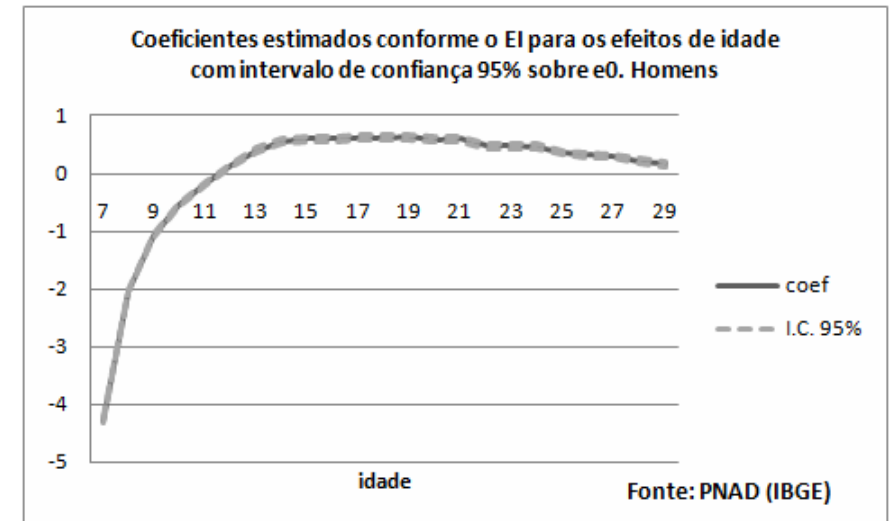 Coeficientes estimados conforme o EI para os efeitos de idade
com intervalo de confiança 95% sobre e0. Homens
1
0
7 9 11 13 15 17 19 21 23 25 27 29
-1
-2
coef
I.C. 95%
-3
-4
-5
idade
Fonte: PNAD (IBGE)